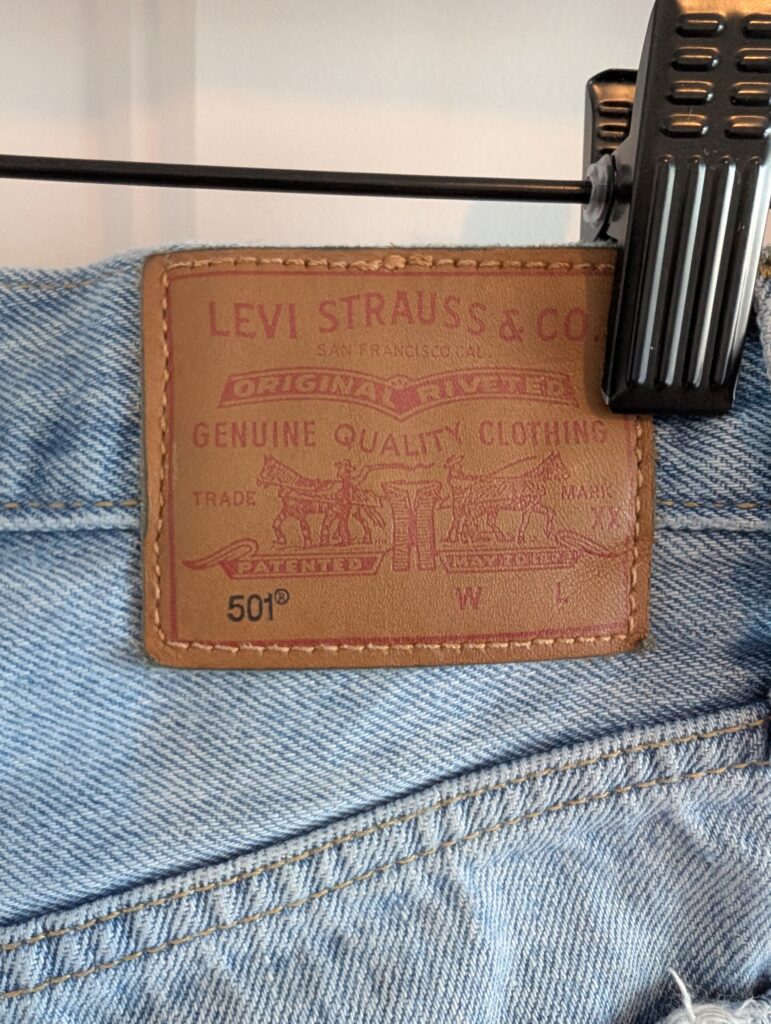 LEVI STRAUSS & CO.
SAN FRANCISCO, CAL.
ORIGINAL RIVETED
GENUINE QUALITY CLOTHING
TRADE MARK
XX
PATENTED MAY 20 1873
501® W L